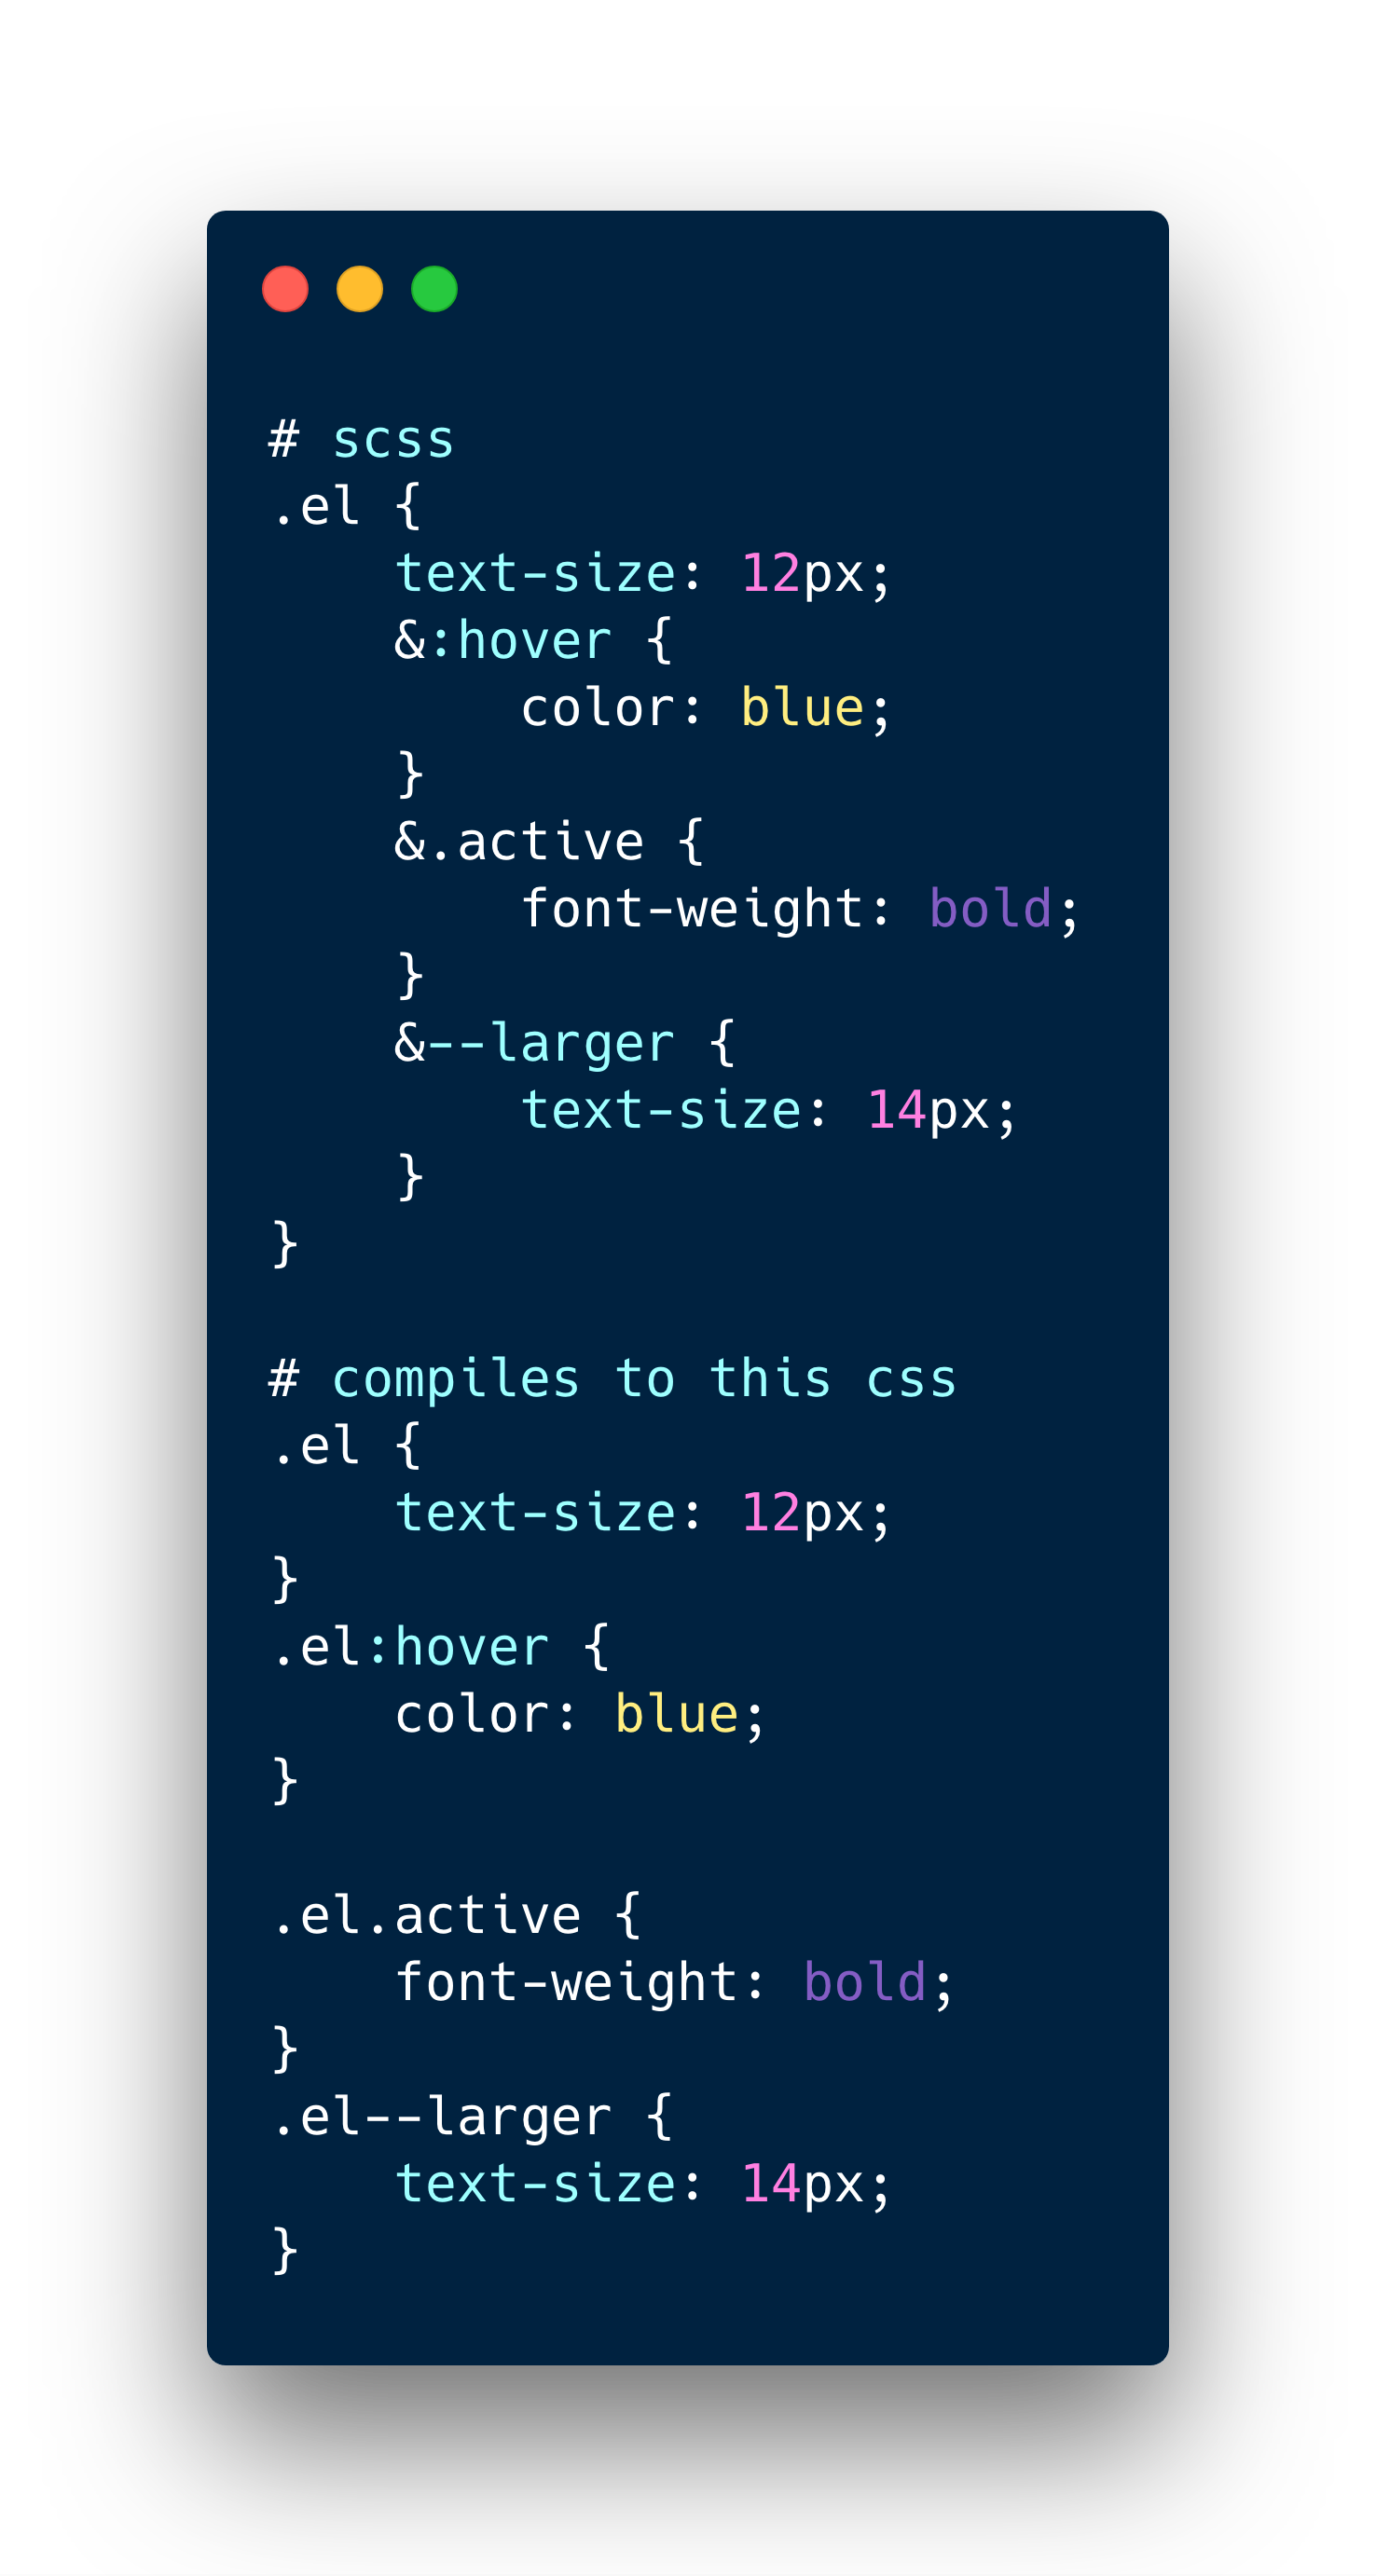 # scss
.el {
    text-size: 12px;
    &:hover {
        color: blue;
    }
    &.active {
        font-weight: bold;
    }
    &--larger {
        text-size: 14px;
    }
}

# compiles to this css
.el {
    text-size: 12px;
}
.el:hover {
    color: blue;
}

.el.active {
    font-weight: bold;
}
.el--larger {
    text-size: 14px;
}